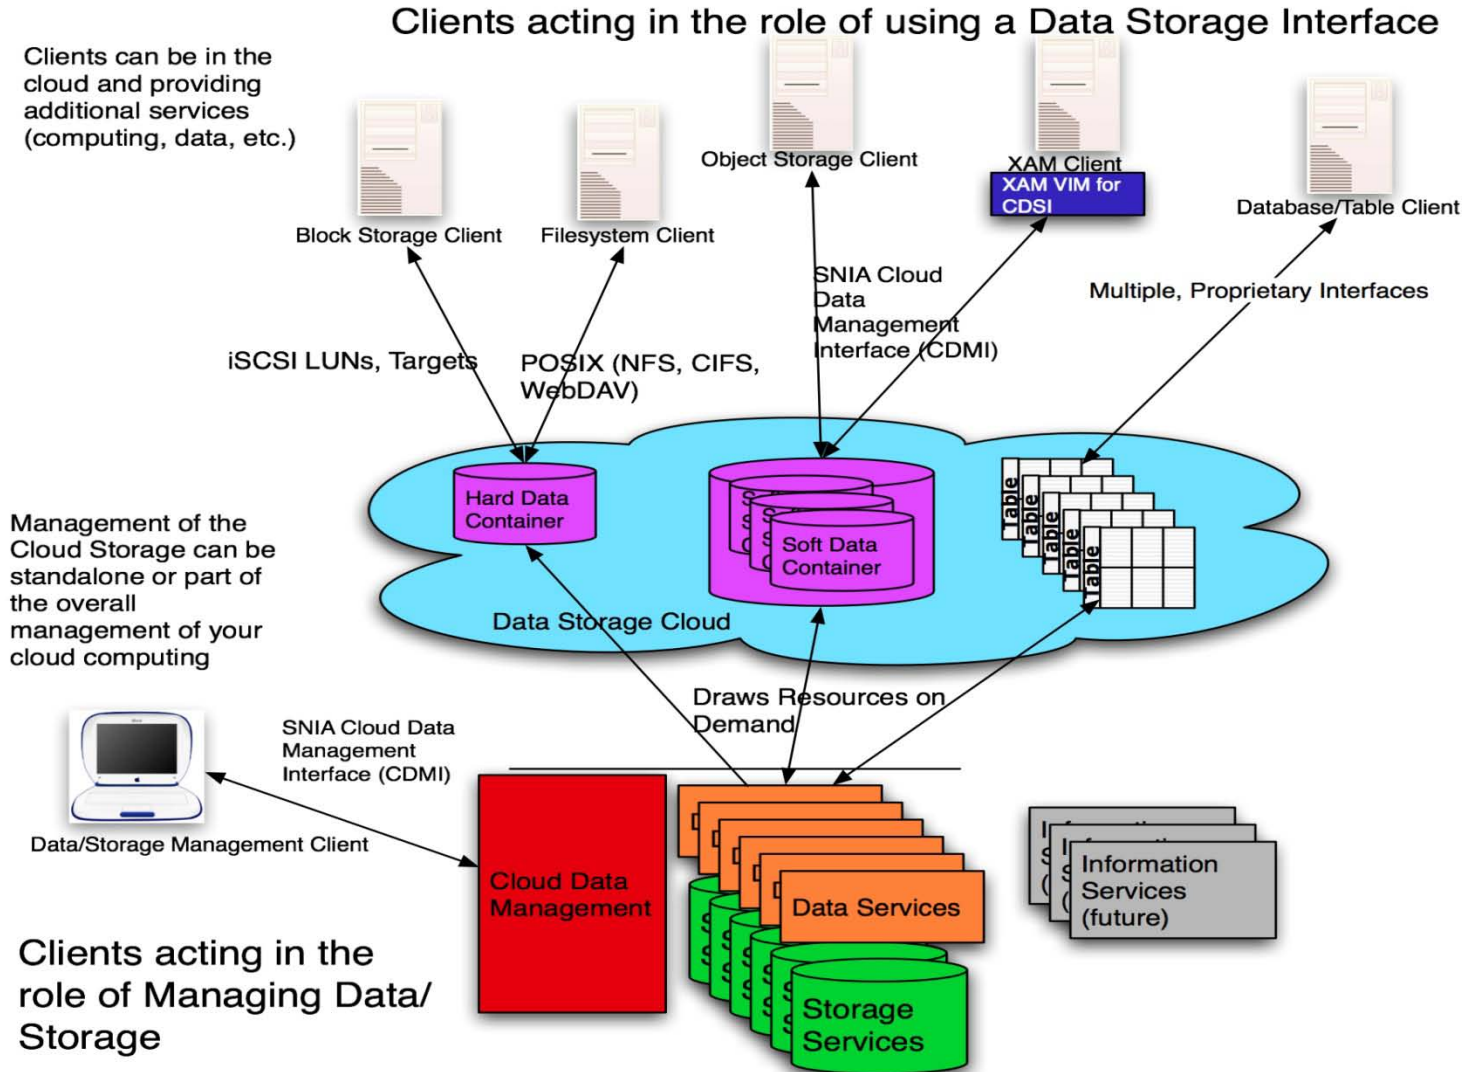 Clients acting in the role of using a Data Storage Interface
Clients can be in the
cloud and providing
additional services
(computing, data, etc.)
Block Storage Client
Filesystem Client
Object Storage Client
XAM Client
XAM VIM for
CDSI
Database/Table Client
iSCSI LUNs, Targets
POSIX (NFS, CIFS,
WebDAV)
SNIA Cloud
Data
Management
Interface (CDMI)
Multiple, Proprietary Interfaces
Hard Data
Container
S
S
C
S
S
Soft Data
Container
Table
Table
Table
Table
Table
Data Storage Cloud
Management of the
Cloud Storage can be
standalone or part of
the overall
management of your
cloud computing
Draws Resources on
Demand
SNIA Cloud Data
Management
Interface (CDMI)
Data/Storage Management Client
Cloud Data
Management
Data Services
Storage
Services
Information
Services
(future)
Clients acting in the
role of Managing Data/
Storage